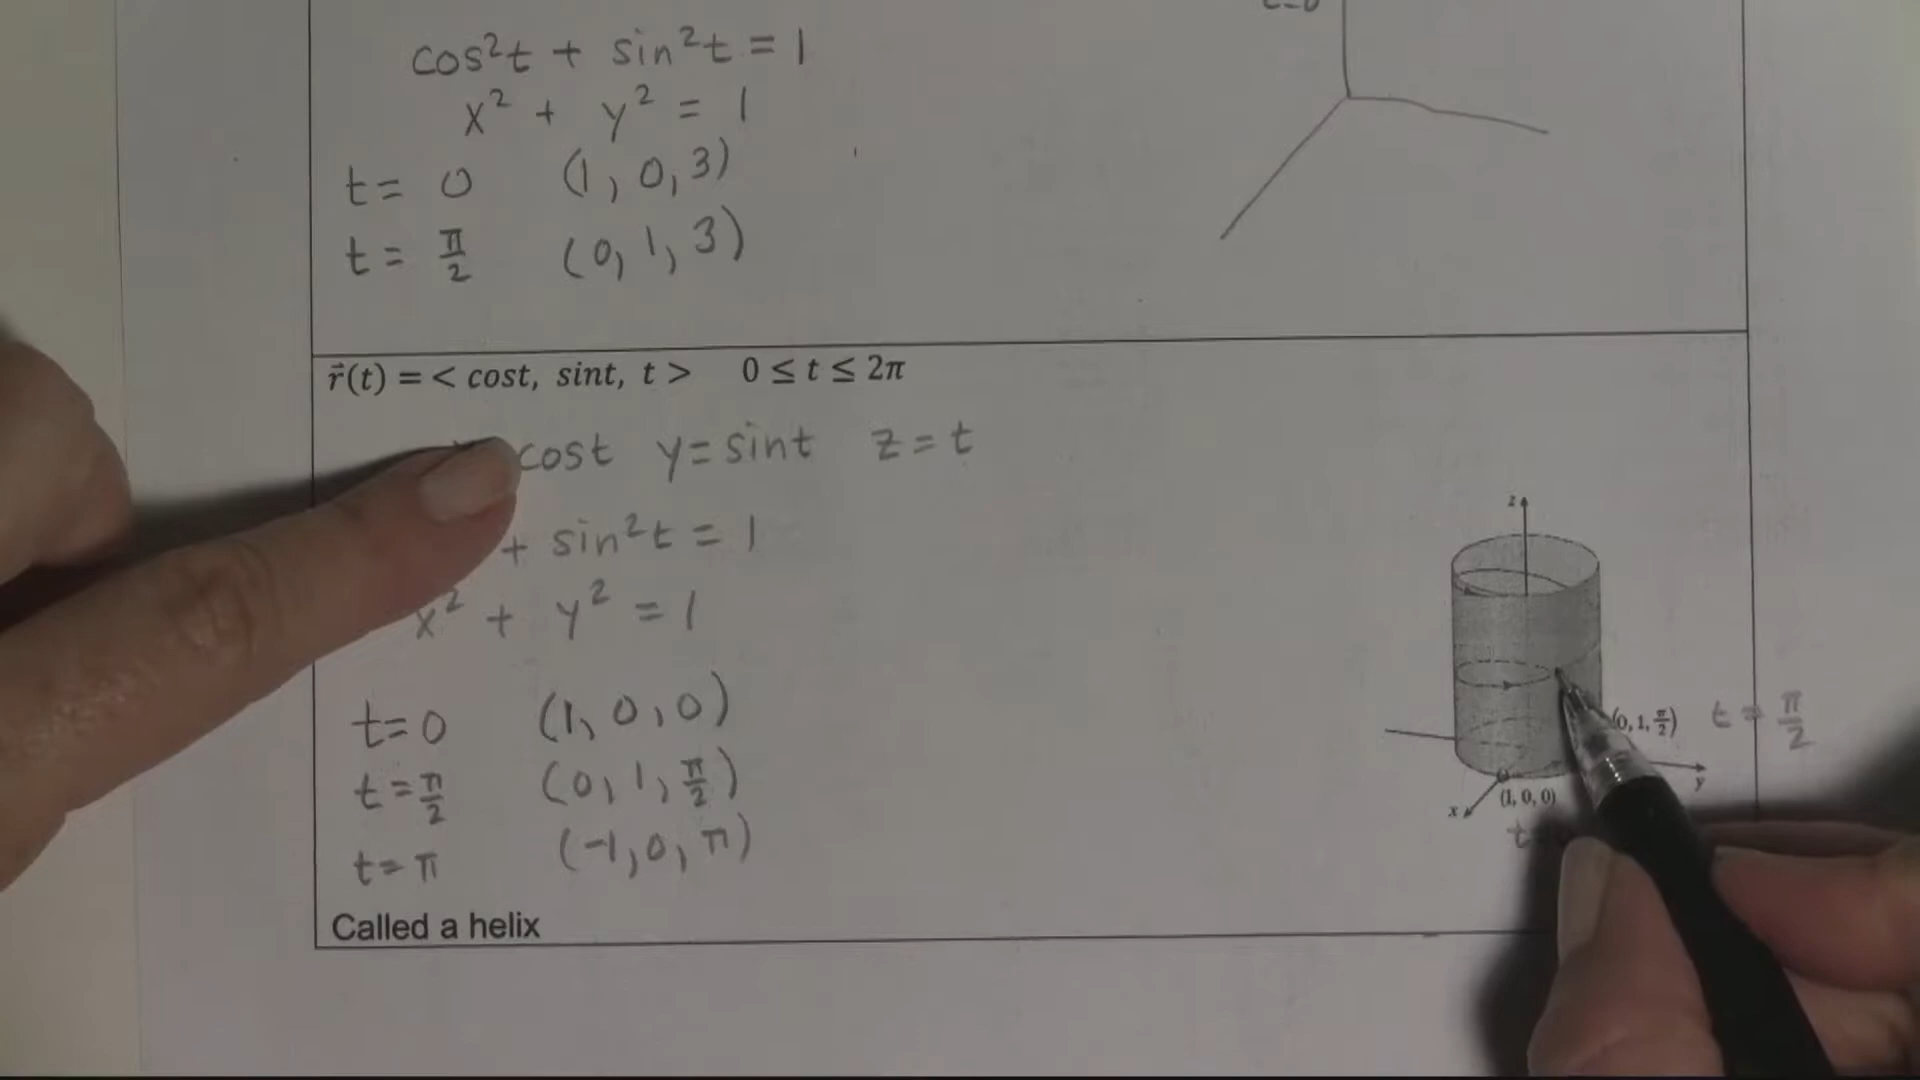 cos²t + sin²t = 1
x² + y² = 1
t = 0 (1, 0, 3)
t = π/2 (0, 1, 3)
r⃗(t) = < cost, sint, t > 0 ≤ t ≤ 2π
cost y = sint z = t
+ sin²t = 1
x² + y² = 1
t = 0 (1, 0, 0)
t = π/2 (0, 1, π/2)
t = π (-1, 0, π)
Called a helix
z
(0, 1, π/2) t = π/2
y
x
(1, 0, 0)